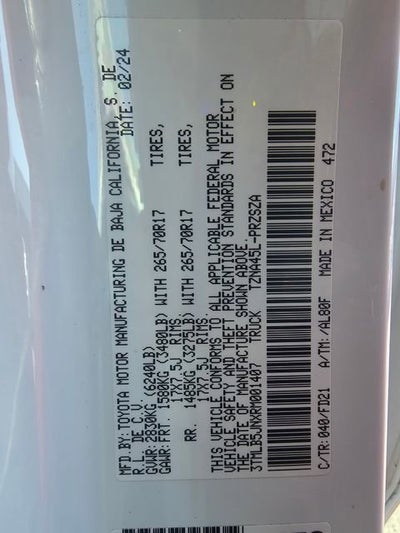 MFD.BY: TOYOTA MOTOR MANUFACTURING DE BAJA CALIFORNIA, S. DE
R.L. DE C.V. DATE: 02/24
GVWR: 2830KG (6240LB)
GAWR: FRT. 1580KG (3480LB) WITH 265/70R17 TIRES,
17X7.5J RIMS
RR. 1485KG (3275LB) WITH 265/70R17 TIRES,
17X7.5J RIMS
THIS VEHICLE CONFORMS TO ALL APPLICABLE FEDERAL MOTOR
VEHICLE SAFETY AND THEFT PREVENTION STANDARDS IN EFFECT ON
THE DATE OF MANUFACTURE SHOWN ABOVE.
3TMLB5JNXRM001407 TRUCK TZNA45L-PRZSZA
C/TR: 040/FD21 A/TM: /AL80F MADE IN MEXICO 472